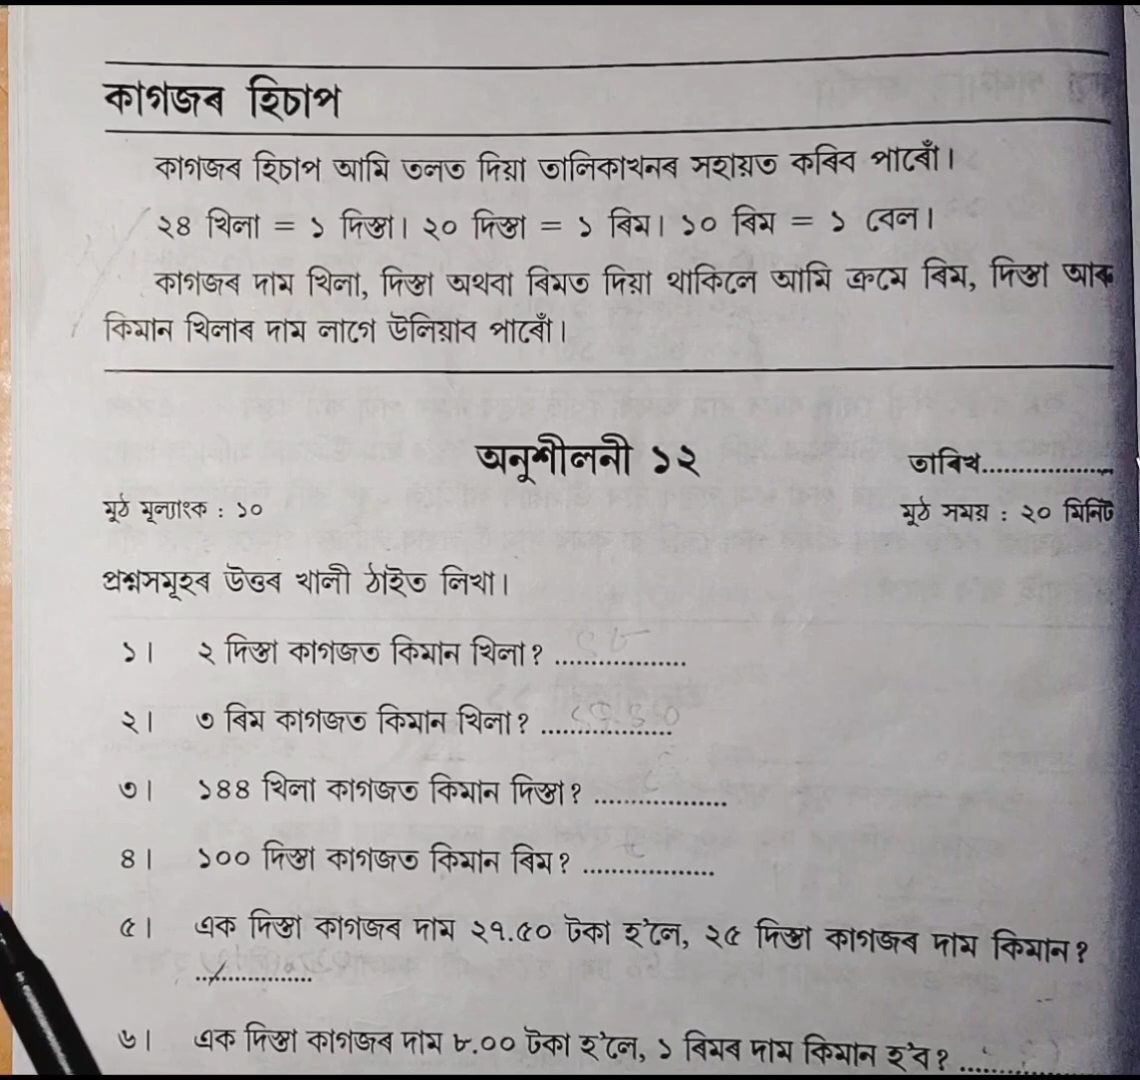 কাগজৰ হিচাপ
কাগজৰ হিচাপ আমি তলত দিয়া তালিকাখনৰ সহায়ত কৰিব পাৰোঁ।
২৪ খিলা = ১ দিস্তা। ২০ দিস্তা = ১ ৰিম। ১০ ৰিম = ১ বেল।
কাগজৰ দাম খিলা, দিস্তা অথবা ৰিমত দিয়া থাকিলে আমি ক্ৰমে ৰিম, দিস্তা আৰু
কিমান খিলাৰ দাম লাগে উলিয়াব পাৰোঁ।
অনুশীলনী ১২ তাৰিখ..................
মুঠ মূল্যাংক : ১০ মুঠ সময় : ২০ মিনিট
প্ৰশ্নসমূহৰ উত্তৰ খালী ঠাইত লিখা।
১। ২ দিস্তা কাগজত কিমান খিলা? ..................
২। ৩ ৰিম কাগজত কিমান খিলা? ..................
৩। ১৪৪ খিলা কাগজত কিমান দিস্তা? ..................
৪। ১০০ দিস্তা কাগজত কিমান ৰিম? ..................
৫। এক দিস্তা কাগজৰ দাম ২৭.৫০ টকা হ'লে, ২৫ দিস্তা কাগজৰ দাম কিমান?
................
৬। এক দিস্তা কাগজৰ দাম ৮.০০ টকা হ'লে, ১ ৰিমৰ দাম কিমান হ'ব? ..................